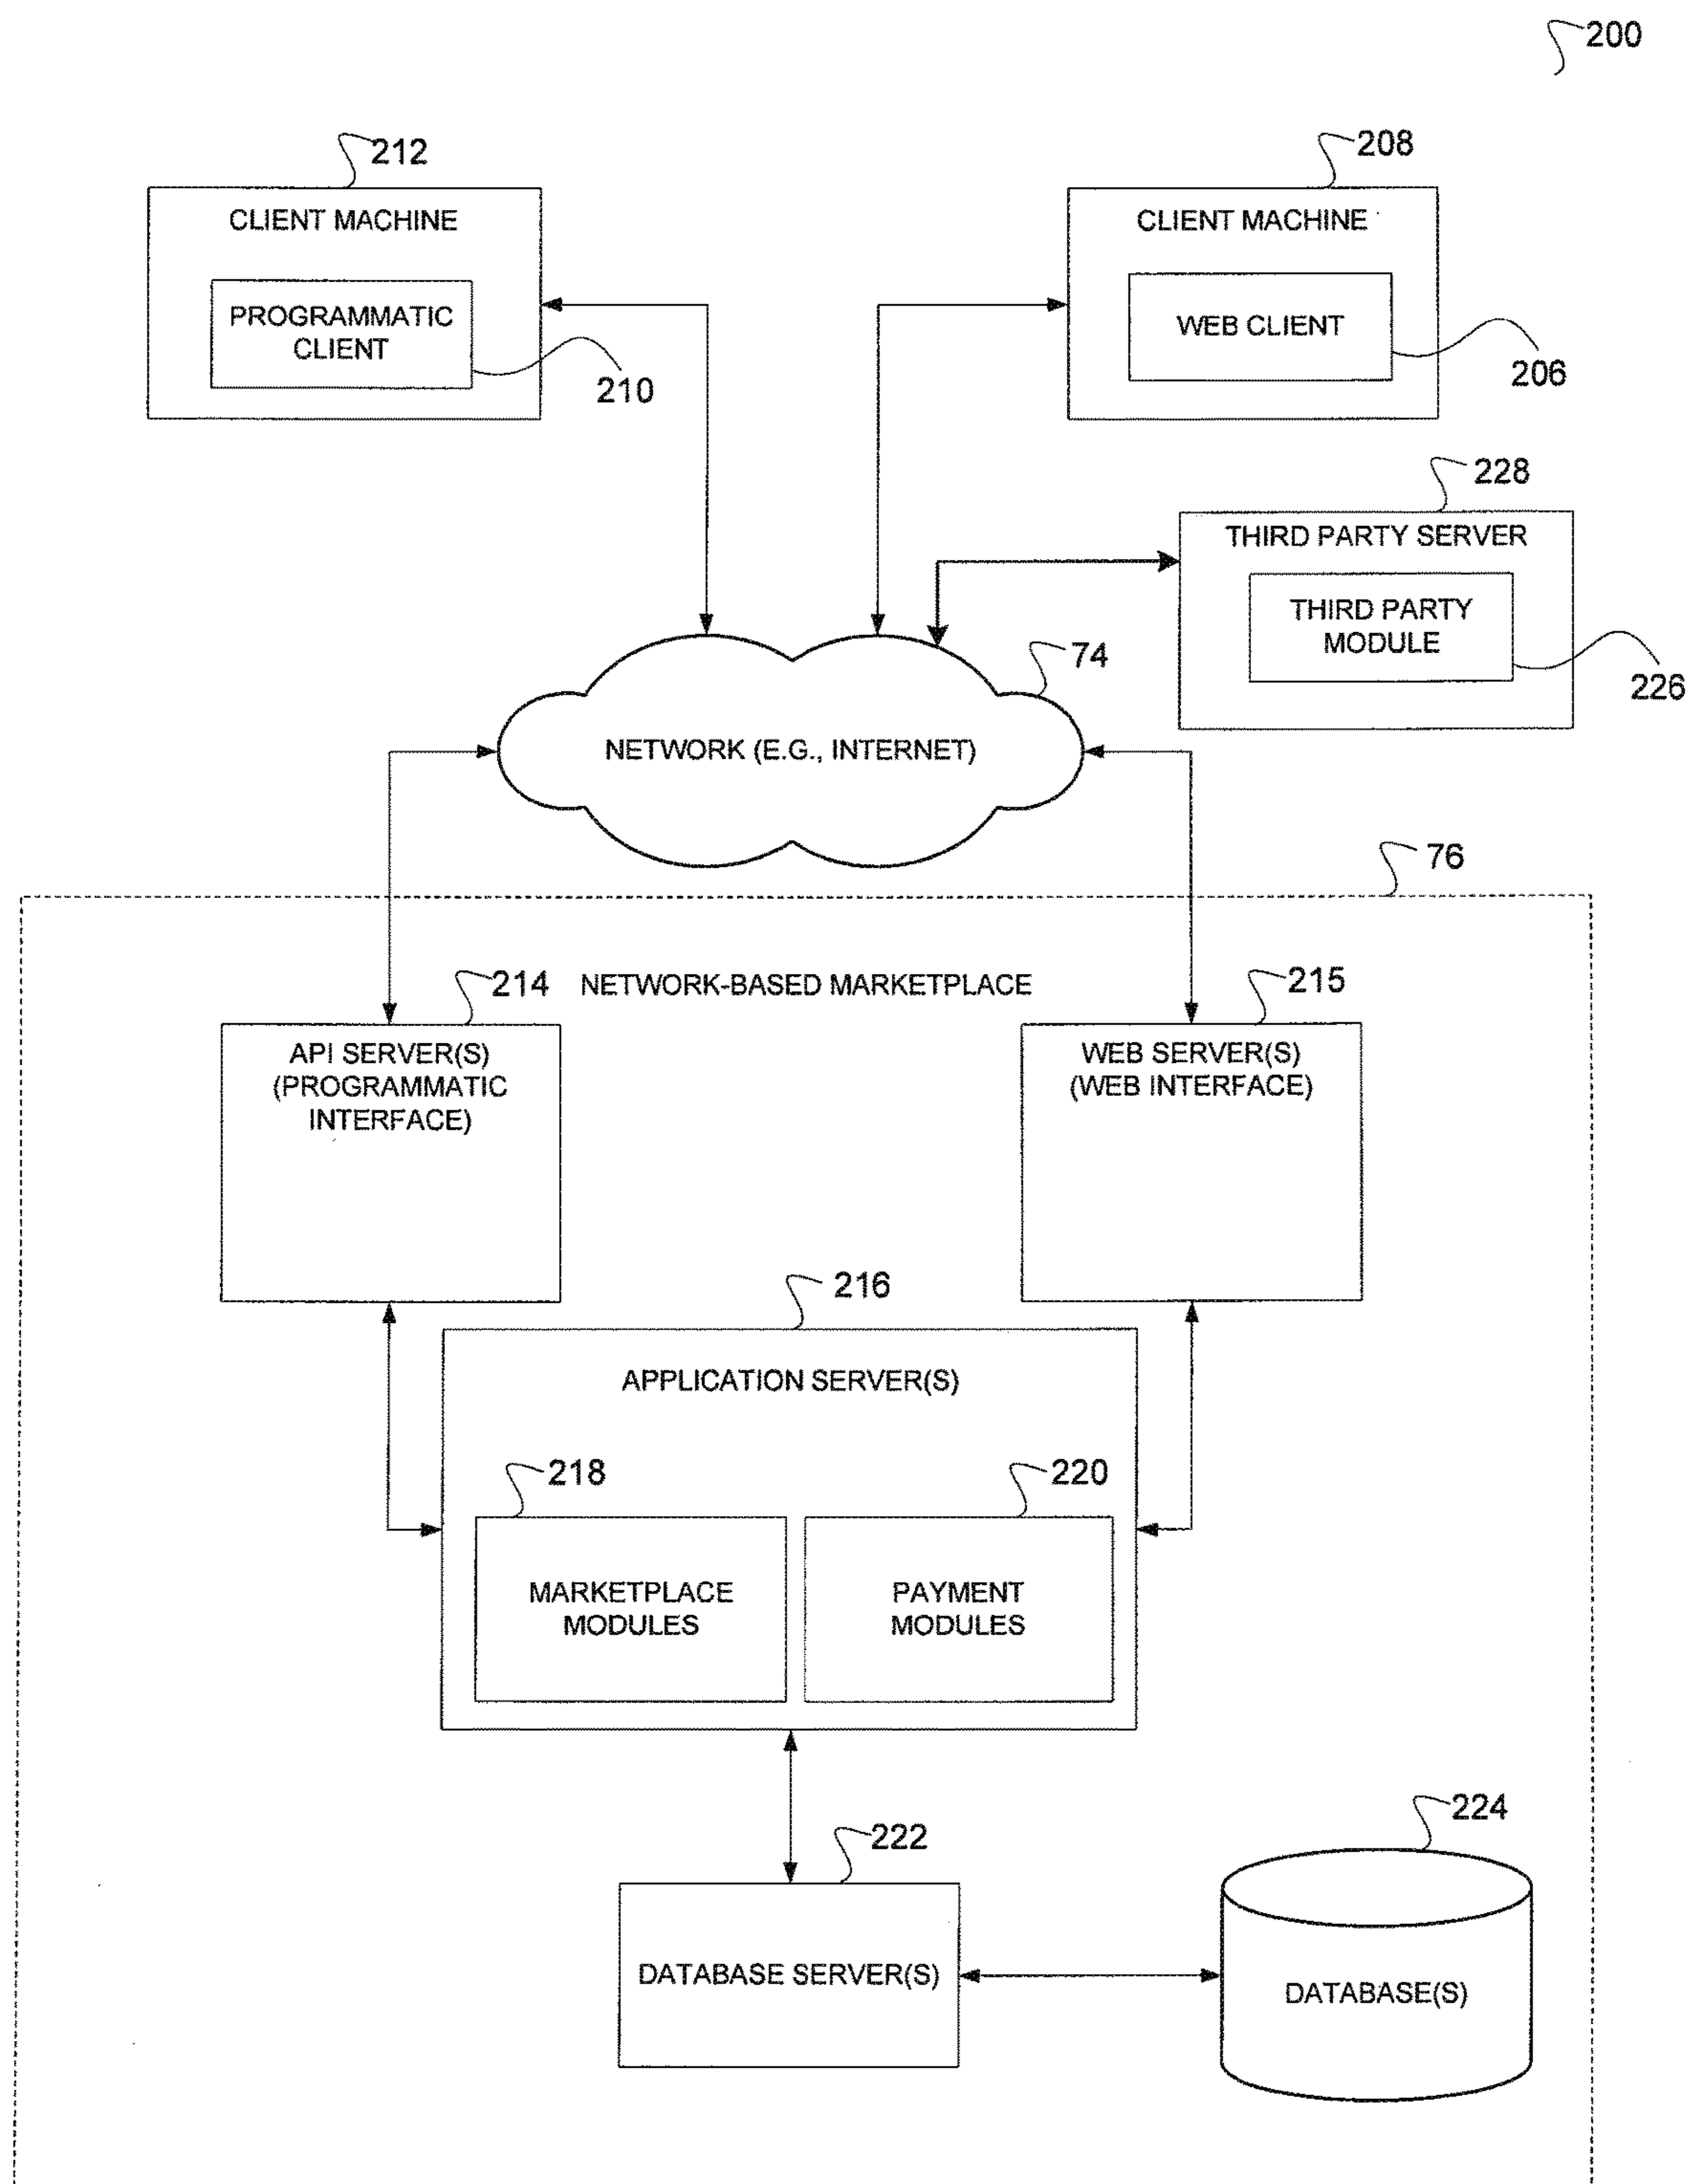 200
212
208
CLIENT MACHINE
CLIENT MACHINE
PROGRAMMATIC
CLIENT
210
WEB CLIENT
206
228
THIRD PARTY SERVER
THIRD PARTY
MODULE
226
74
NETWORK (E.G., INTERNET)
76
NETWORK-BASED MARKETPLACE
214
215
API SERVER(S)
(PROGRAMMATIC
INTERFACE)
WEB SERVER(S)
(WEB INTERFACE)
216
APPLICATION SERVER(S)
218
220
MARKETPLACE
MODULES
PAYMENT
MODULES
222
224
DATABASE SERVER(S)
DATABASE(S)